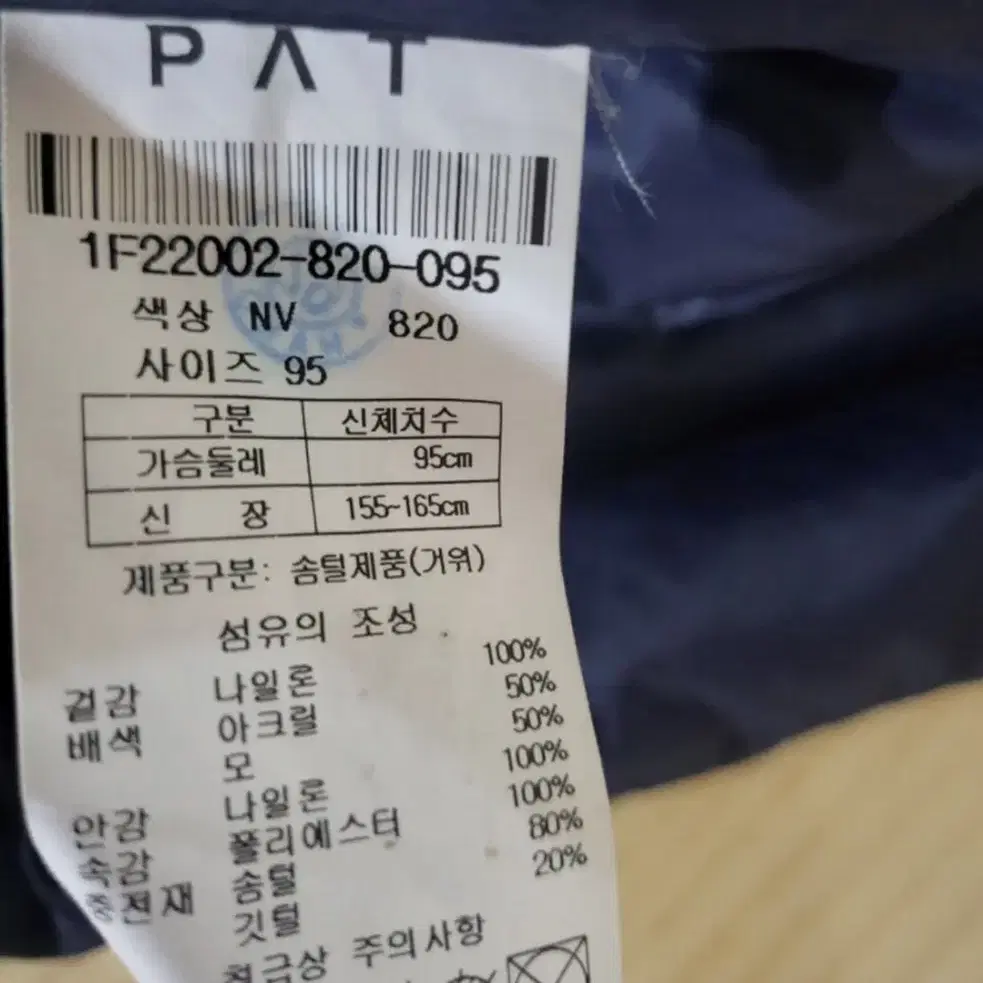 PAT
1F22002-820-095
색상 NV 820
사이즈 95
구분 신체치수
가슴둘레 95cm
신 장 155~165cm
제품구분: 솜털제품(거위)
섬유의 조성
겉감 나일론 100%
배색 아크릴 50%
모 50%
안감 나일론 100%
속감 폴리에스터 100%
충전재 솜털 80%
깃털 20%
취급상 주의사항